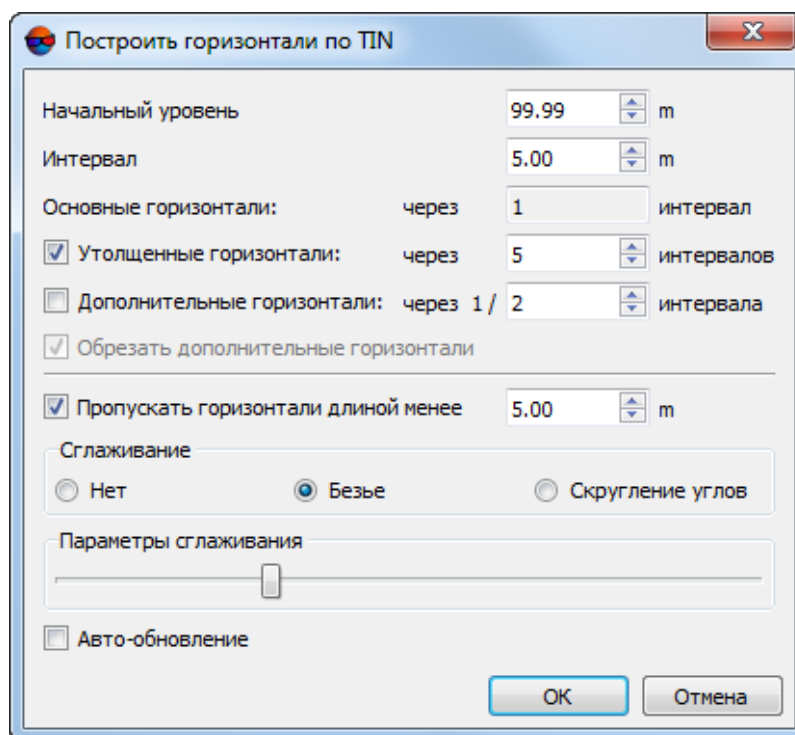 Построить горизонтали по TIN
Начальный уровень 99.99 m
Интервал 5.00 m
Основные горизонтали: через 1 интервал
Утолщенные горизонтали: через 5 интервалов
Дополнительные горизонтали: через 1 / 2 интервала
Обрезать дополнительные горизонтали
Пропускать горизонтали длиной менее 5.00 m
Сглаживание
Нет Безье Скругление углов
Параметры сглаживания
Авто-обновление
OK Отмена